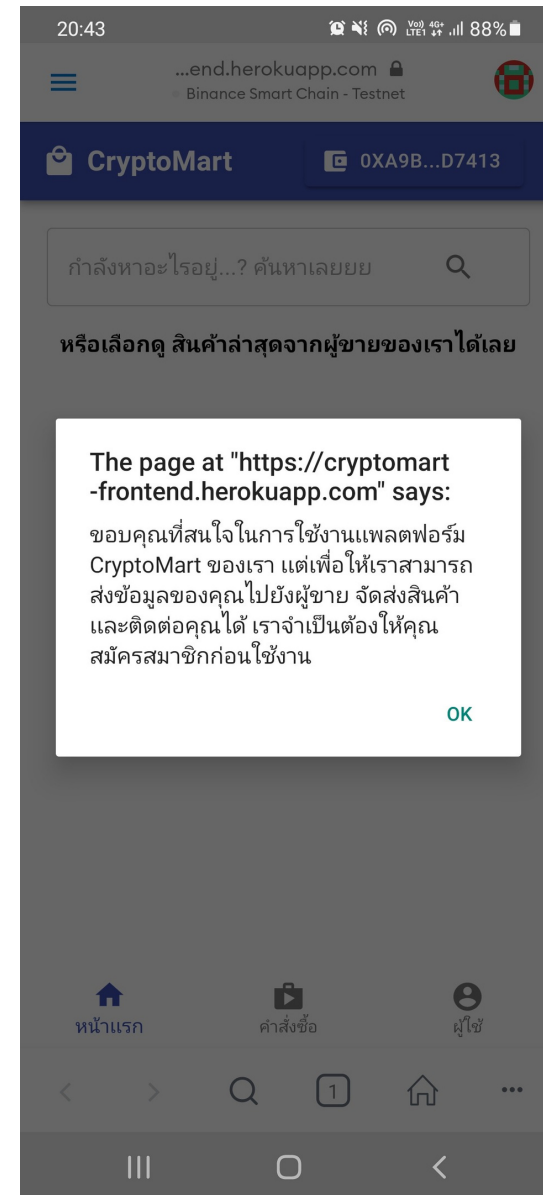 20:43
Vo)) 4G+
LTE1
88%
...end.herokuapp.com
Binance Smart Chain - Testnet
CryptoMart
0XA9B...D7413
กำลังหาอะไรอยู่...? ค้นหาเลยยย
หรือเลือกดู สินค้าล่าสุดจากผู้ขายของเราได้เลย
The page at "https://cryptomart
-frontend.herokuapp.com" says:
ขอบคุณที่สนใจในการใช้งานแพลตฟอร์ม
CryptoMart ของเรา แต่เพื่อให้เราสามารถ
ส่งข้อมูลของคุณไปยังผู้ขาย จัดส่งสินค้า
และติดต่อคุณได้ เราจำเป็นต้องให้คุณ
สมัครสมาชิกก่อนใช้งาน
OK
หน้าแรก
คำสั่งซื้อ
ผู้ใช้
1